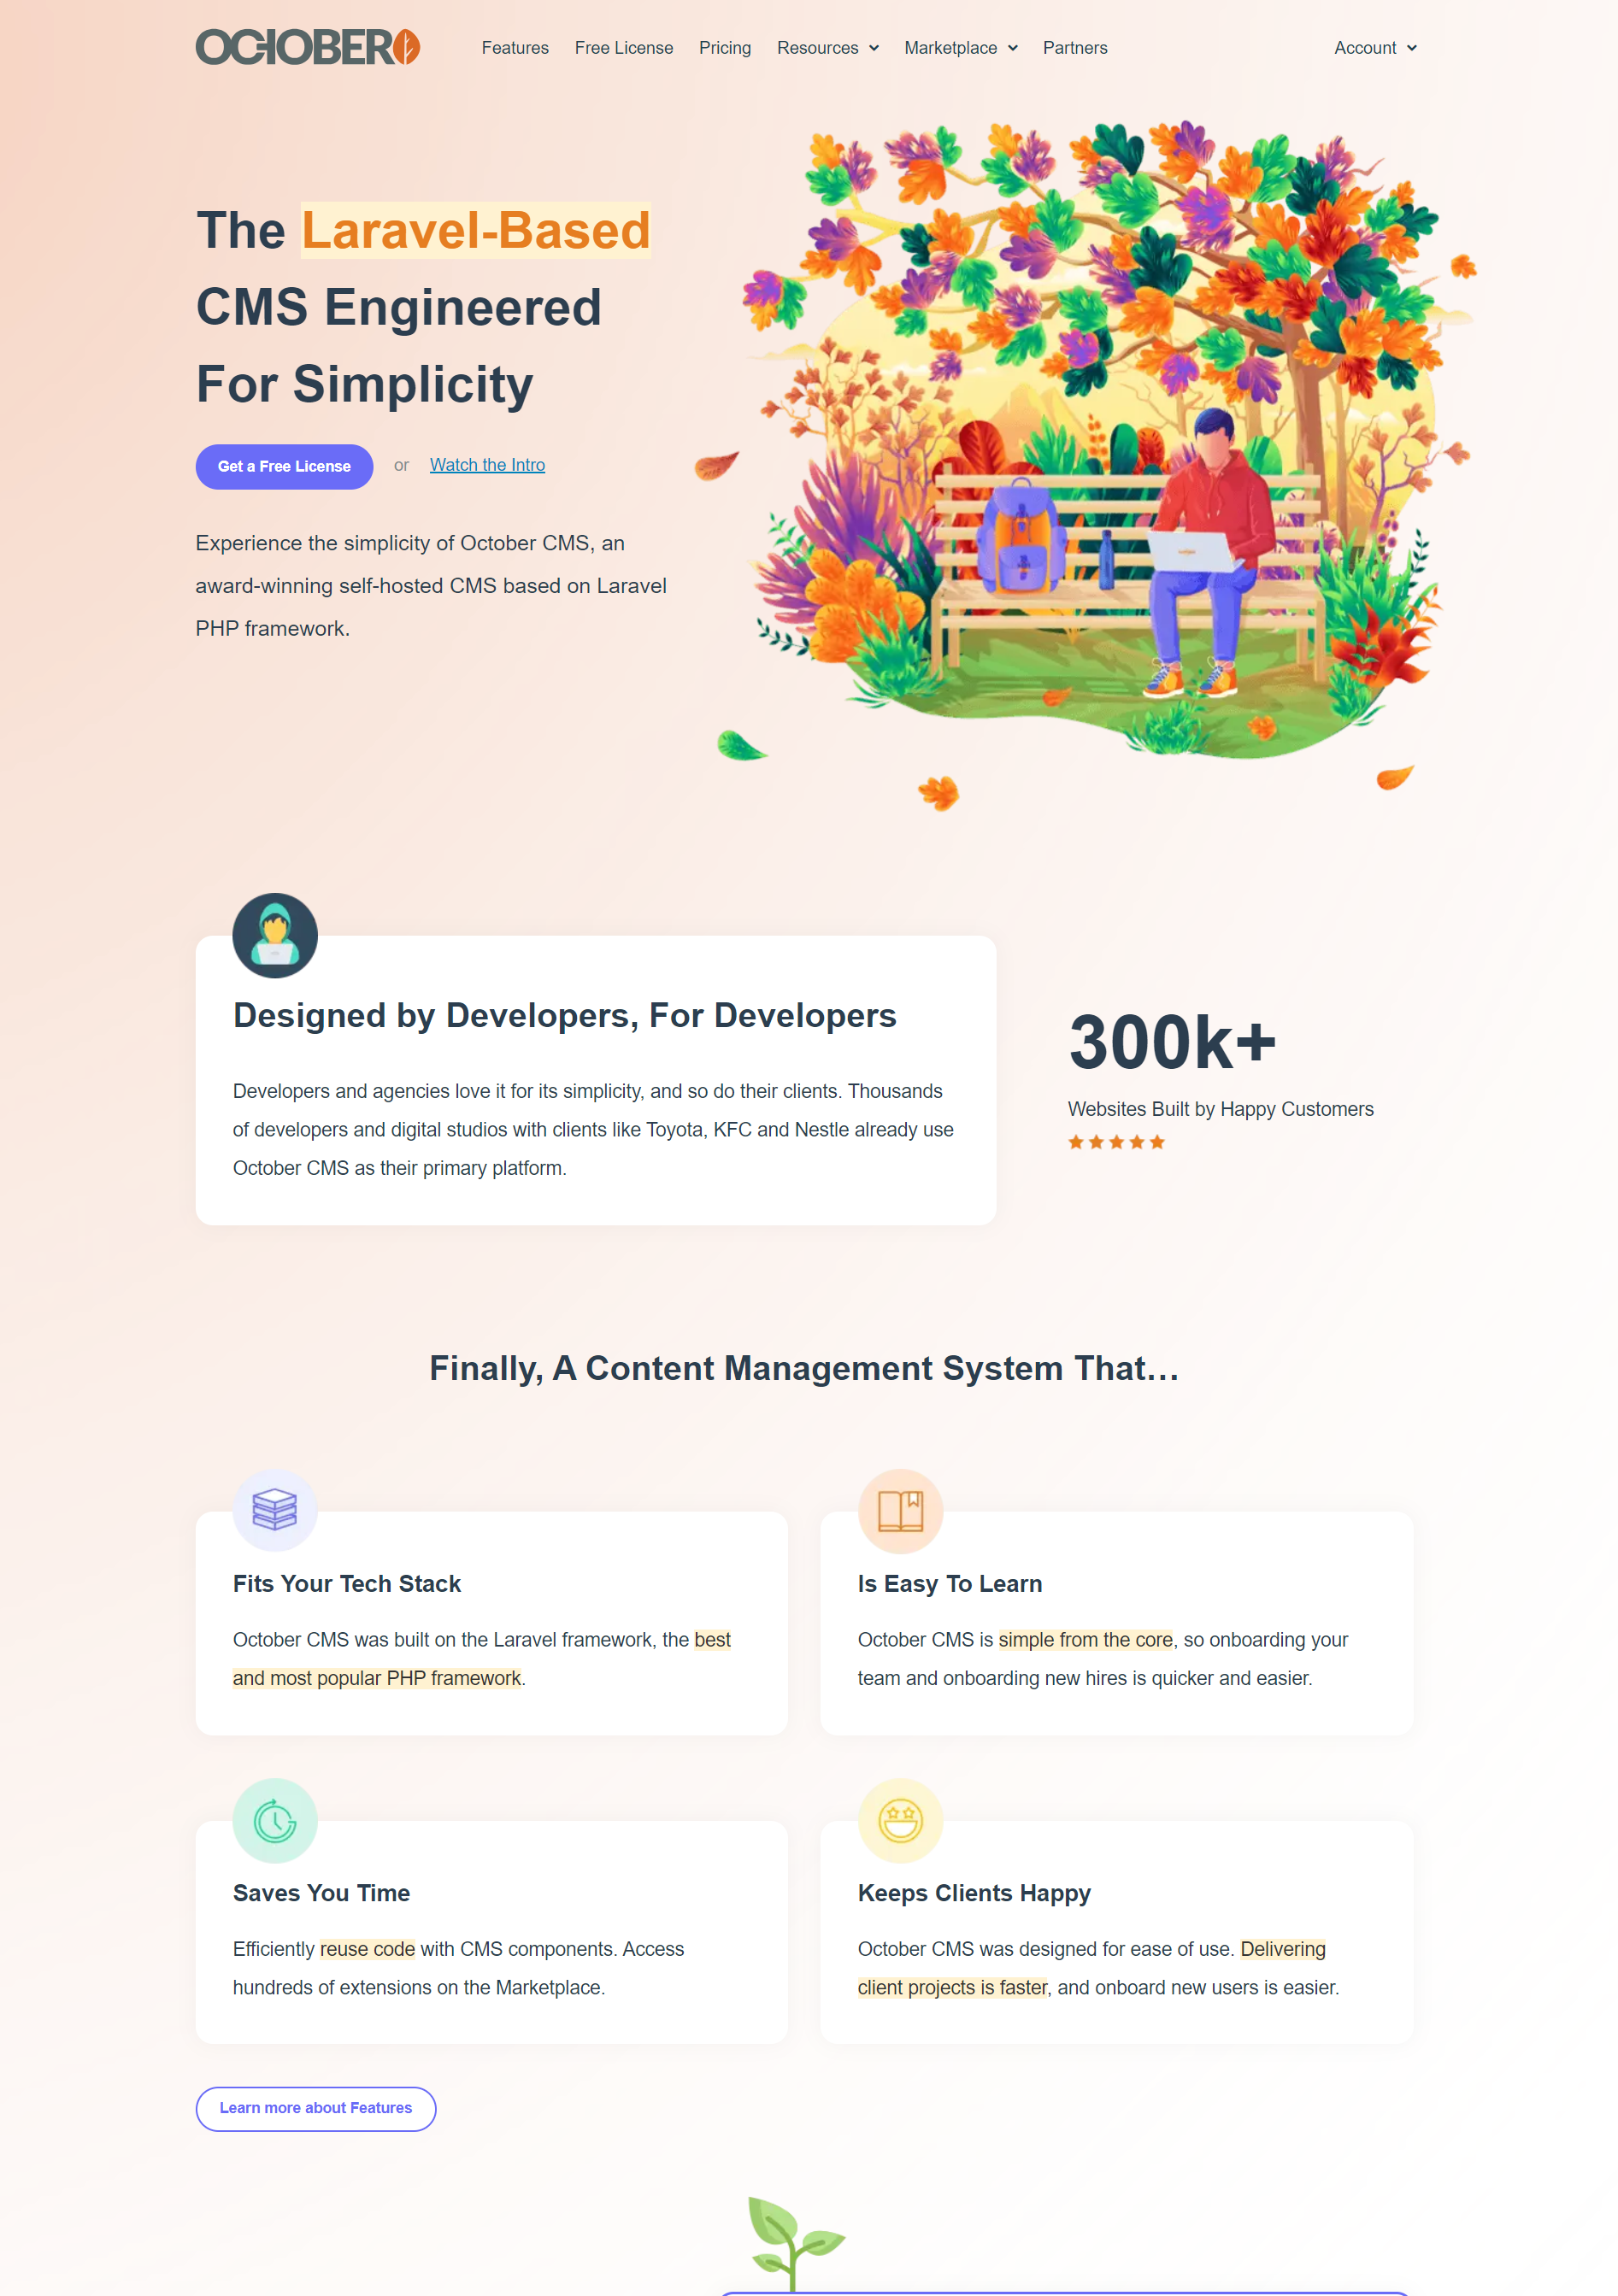 OCTOBER
Features Free License Pricing Resources Marketplace Partners Account
The Laravel-Based
CMS Engineered
For Simplicity
Get a Free License or Watch the Intro
Experience the simplicity of October CMS, an
award-winning self-hosted CMS based on Laravel
PHP framework.
Designed by Developers, For Developers
Developers and agencies love it for its simplicity, and so do their clients. Thousands
of developers and digital studios with clients like Toyota, KFC and Nestle already use
October CMS as their primary platform.
300k+
Websites Built by Happy Customers
Finally, A Content Management System That…
Fits Your Tech Stack
October CMS was built on the Laravel framework, the best
and most popular PHP framework.
Is Easy To Learn
October CMS is simple from the core, so onboarding your
team and onboarding new hires is quicker and easier.
Saves You Time
Efficiently reuse code with CMS components. Access
hundreds of extensions on the Marketplace.
Keeps Clients Happy
October CMS was designed for ease of use. Delivering
client projects is faster, and onboard new users is easier.
Learn more about Features